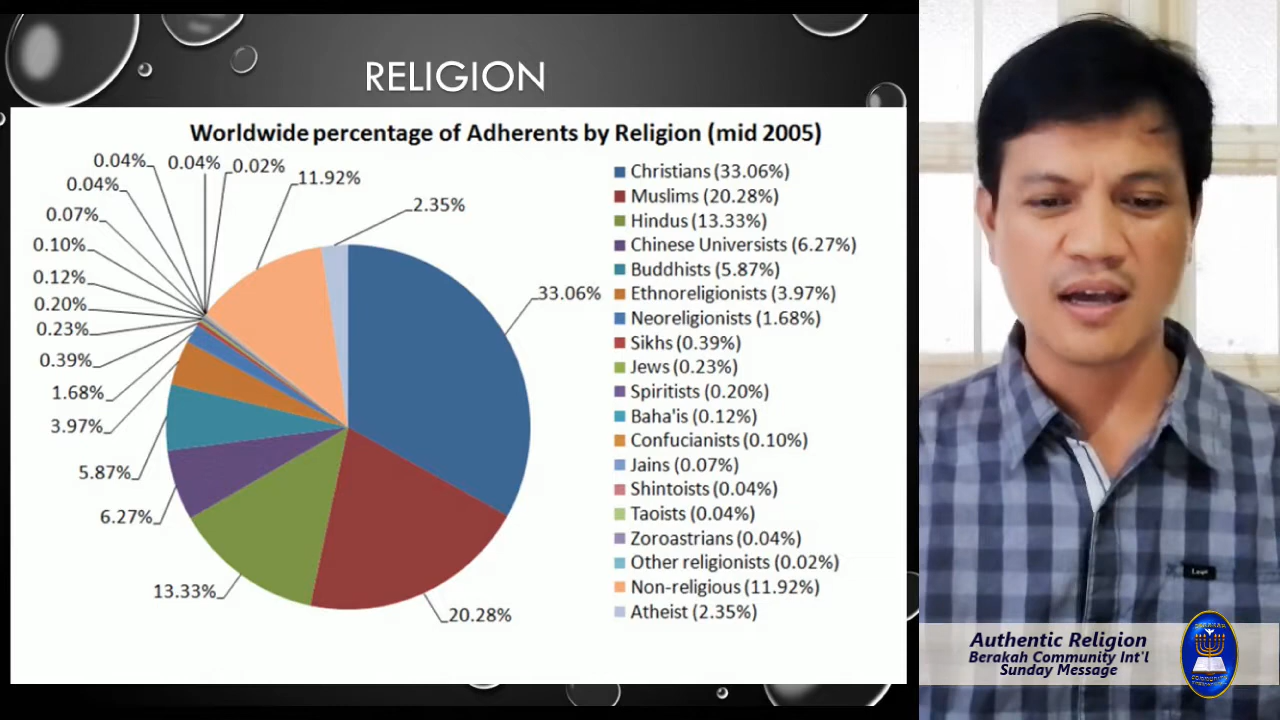 RELIGION
Worldwide percentage of Adherents by Religion (mid 2005)
0.04%
0.04%
0.02%
11.92%
0.04%
2.35%
0.07%
0.10%
0.12%
0.20%
0.23%
0.39%
1.68%
3.97%
5.87%
6.27%
13.33%
20.28%
33.06%
Christians (33.06%)
Muslims (20.28%)
Hindus (13.33%)
Chinese Universists (6.27%)
Buddhists (5.87%)
Ethnoreligionists (3.97%)
Neoreligionists (1.68%)
Sikhs (0.39%)
Jews (0.23%)
Spiritists (0.20%)
Baha'is (0.12%)
Confucianists (0.10%)
Jains (0.07%)
Shintoists (0.04%)
Taoists (0.04%)
Zoroastrians (0.04%)
Other religionists (0.02%)
Non-religious (11.92%)
Atheist (2.35%)
Authentic Religion
Berakah Community Int'l
Sunday Message
BERAKAH